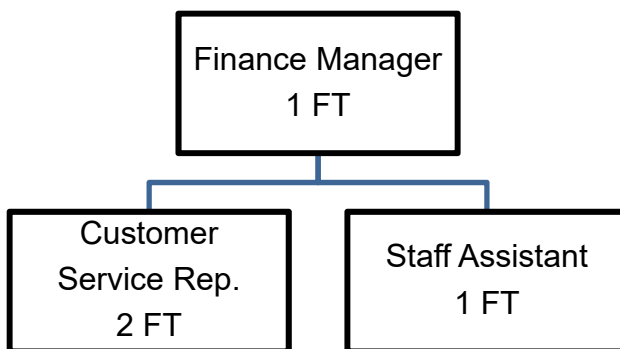 Finance Manager
1 FT
Customer
Service Rep.
2 FT
Staff Assistant
1 FT